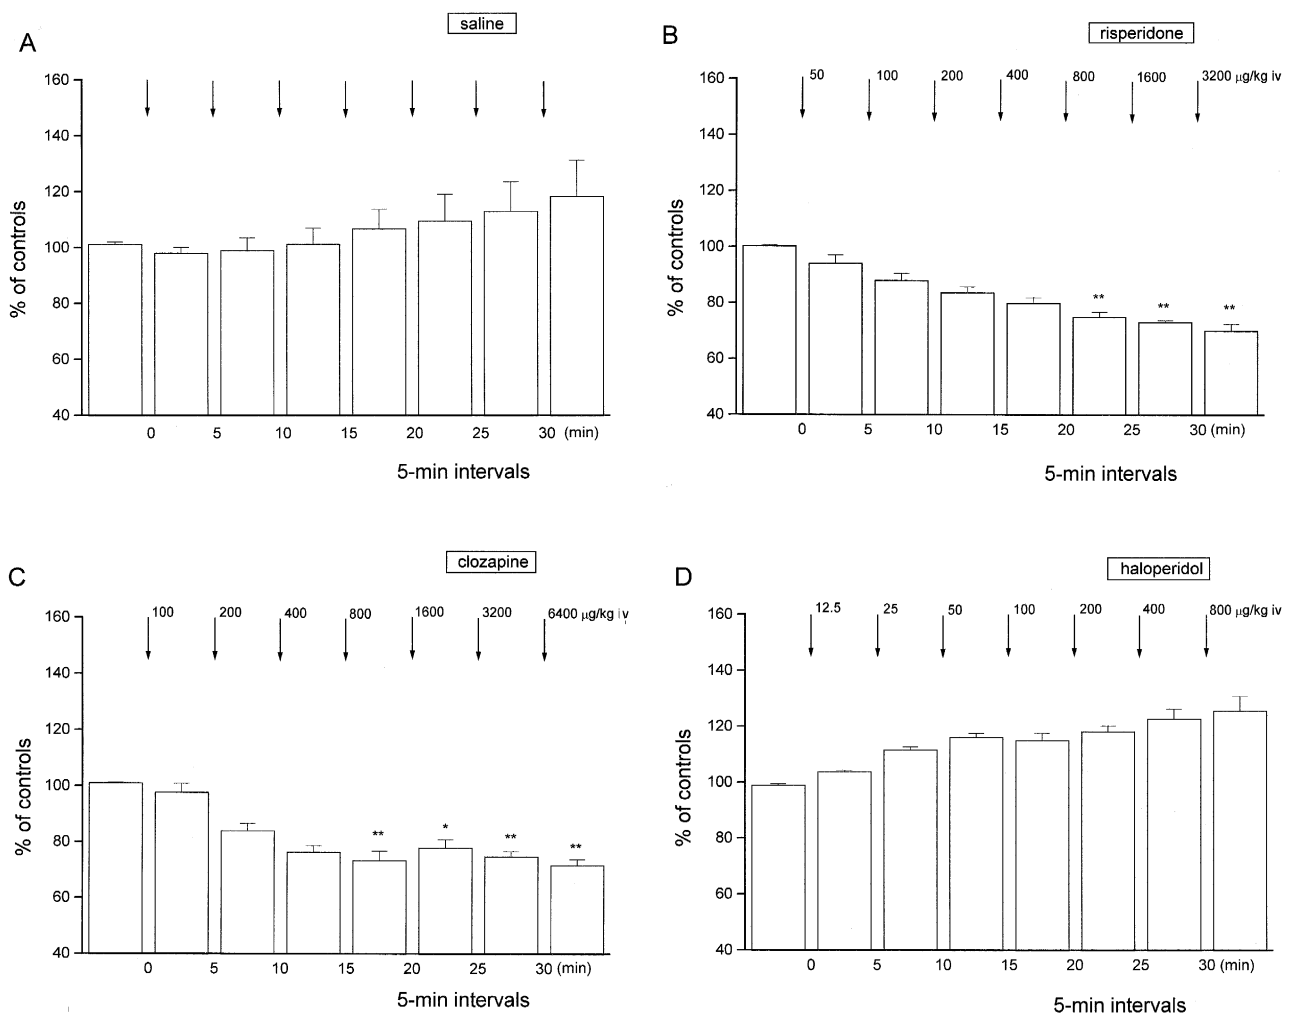 A
saline
160
140
120
100
80
60
40
% of controls
0 5 10 15 20 25 30 (min)
5-min intervals
B
risperidone
50 100 200 400 800 1600 3200 µg/kg iv
160
140
120
100
80
60
40
% of controls
** ** **
0 5 10 15 20 25 30 (min)
5-min intervals
C
clozapine
100 200 400 800 1600 3200 6400 µg/kg iv
160
140
120
100
80
60
40
% of controls
** * ** **
0 5 10 15 20 25 30 (min)
5-min intervals
D
haloperidol
12.5 25 50 100 200 400 800 µg/kg iv
160
140
120
100
80
60
40
% of controls
0 5 10 15 20 25 30 (min)
5-min intervals